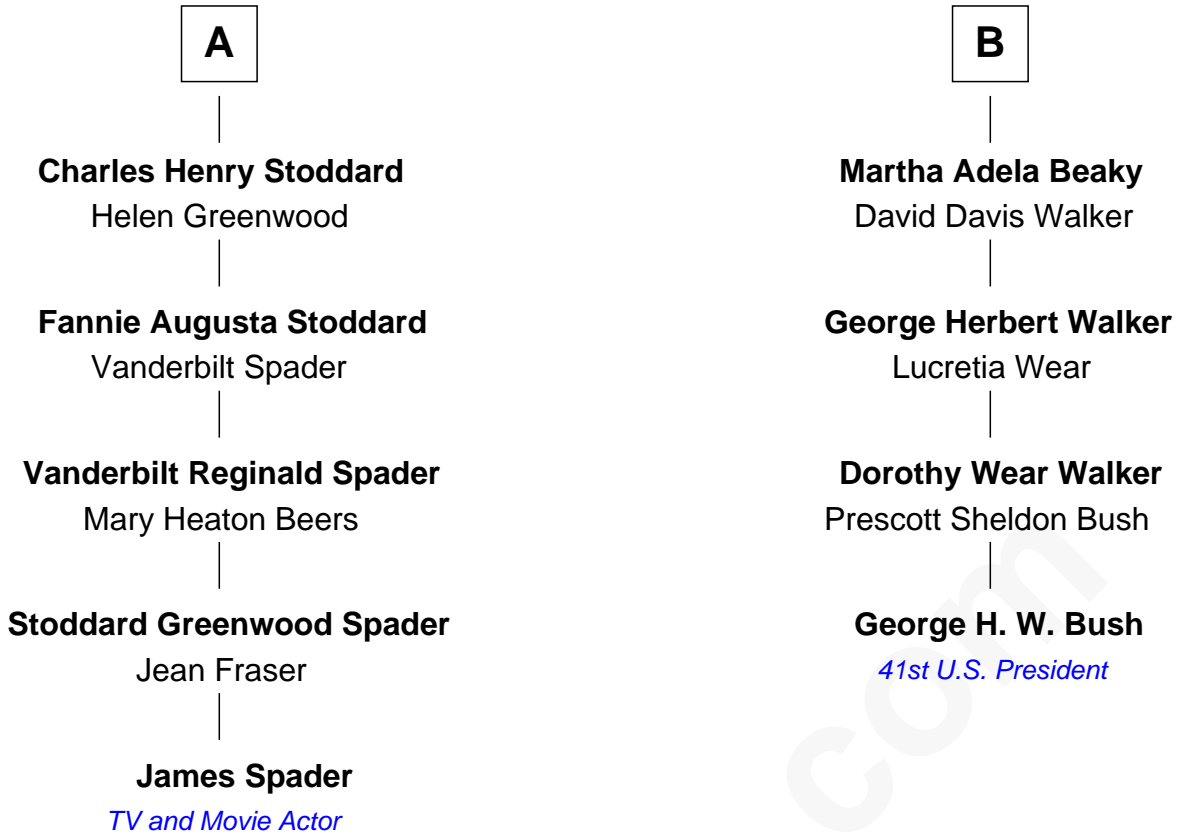 A
Charles Henry Stoddard
Helen Greenwood
Fannie Augusta Stoddard
Vanderbilt Spader
Vanderbilt Reginald Spader
Mary Heaton Beers
Stoddard Greenwood Spader
Jean Fraser
James Spader
TV and Movie Actor
B
Martha Adela Beaky
David Davis Walker
George Herbert Walker
Lucretia Wear
Dorothy Wear Walker
Prescott Sheldon Bush
George H. W. Bush
41st U.S. President
com